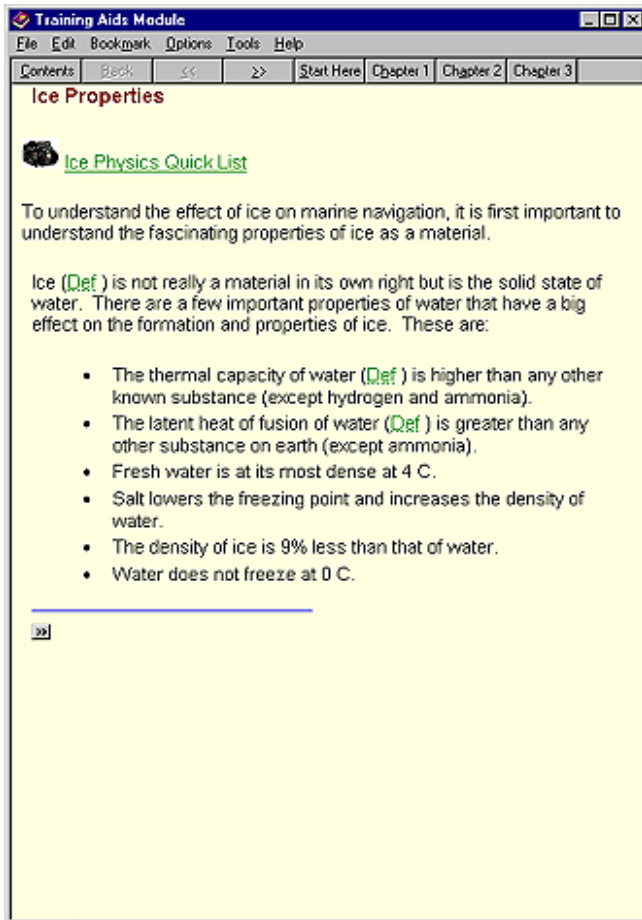 Training Aids Module
File Edit Bookmark Options Tools Help
Contents Back << >> Start Here Chapter 1 Chapter 2 Chapter 3
Ice Properties
Ice Physics Quick List
To understand the effect of ice on marine navigation, it is first important to
understand the fascinating properties of ice as a material.
Ice (Def ) is not really a material in its own right but is the solid state of
water. There are a few important properties of water that have a big
effect on the formation and properties of ice. These are:
• The thermal capacity of water (Def ) is higher than any other
known substance (except hydrogen and ammonia).
• The latent heat of fusion of water (Def ) is greater than any
other substance on earth (except ammonia).
• Fresh water is at its most dense at 4 C.
• Salt lowers the freezing point and increases the density of
water.
• The density of ice is 9% less than that of water.
• Water does not freeze at 0 C.
>>